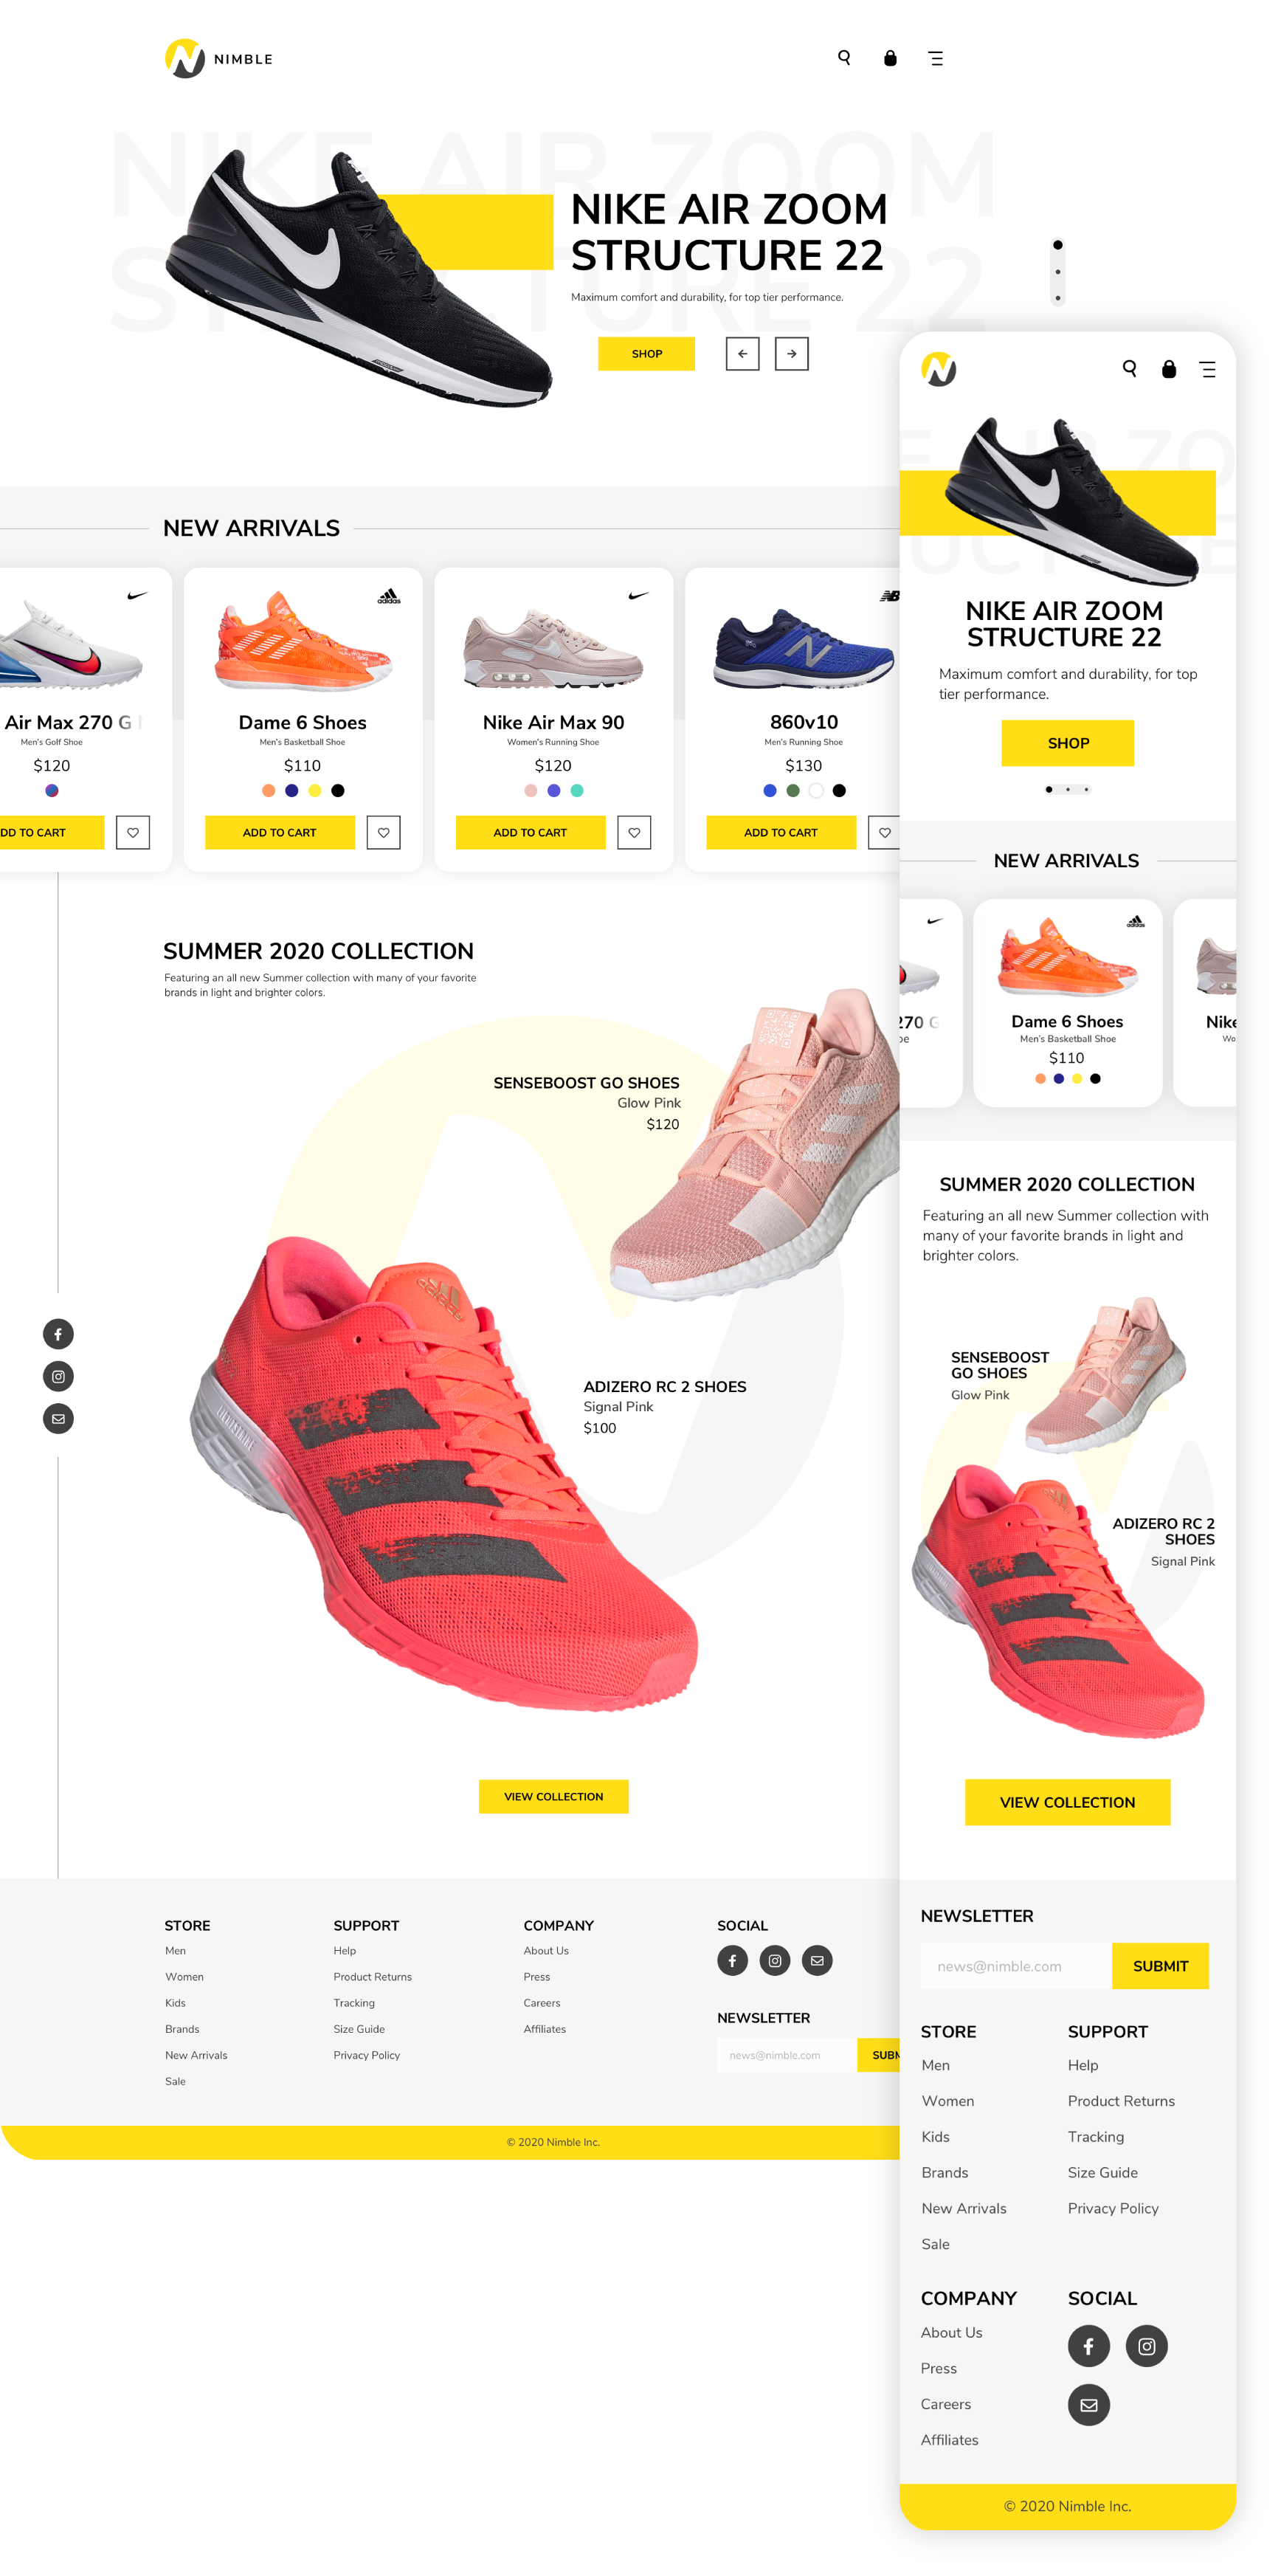 NIMBLE
NIKE AIR ZOOM
STRUCTURE 22
NIKE AIR ZOOM
STRUCTURE 22
Maximum comfort and durability, for top tier performance.
SHOP
NEW ARRIVALS
Air Max 270 G
Men's Golf Shoe
$120
DD TO CART
adidas
Dame 6 Shoes
Men's Basketball Shoe
$110
ADD TO CART
Nike Air Max 90
Women's Running Shoe
$120
ADD TO CART
NB
860v10
Men's Running Shoe
$130
ADD TO CART
SUMMER 2020 COLLECTION
Featuring an all new Summer collection with many of your favorite
brands in light and brighter colors.
SENSEBOOST GO SHOES
Glow Pink
$120
adidas
ADIZERO RC 2 SHOES
Signal Pink
$100
VIEW COLLECTION
STORE
Men
Women
Kids
Brands
New Arrivals
Sale
SUPPORT
Help
Product Returns
Tracking
Size Guide
Privacy Policy
COMPANY
About Us
Press
Careers
Affiliates
SOCIAL
NEWSLETTER
news@nimble.com
SUBM
© 2020 Nimble Inc.
E AIR ZO
UCTURE
NIKE AIR ZOOM
STRUCTURE 22
Maximum comfort and durability, for top
tier performance.
SHOP
NEW ARRIVALS
270 G
oe
adidas
Dame 6 Shoes
Men's Basketball Shoe
$110
Nike
Wo
SUMMER 2020 COLLECTION
Featuring an all new Summer collection with
many of your favorite brands in light and
brighter colors.
SENSEBOOST
GO SHOES
Glow Pink
ADIZERO RC 2
SHOES
Signal Pink
VIEW COLLECTION
NEWSLETTER
news@nimble.com
SUBMIT
STORE
Men
Women
Kids
Brands
New Arrivals
Sale
SUPPORT
Help
Product Returns
Tracking
Size Guide
Privacy Policy
COMPANY
About Us
Press
Careers
Affiliates
SOCIAL
© 2020 Nimble Inc.